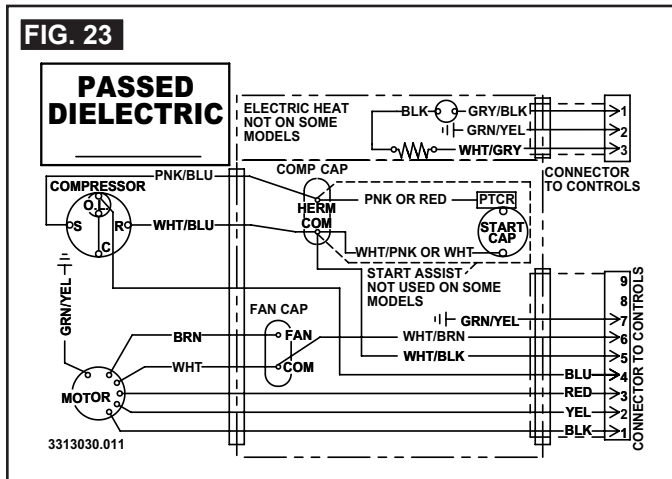 FIG. 23
PASSED
DIELECTRIC
ELECTRIC HEAT
NOT ON SOME
MODELS
BLK
GRY/BLK
1
GRN/YEL
2
WHT/GRY
3
CONNECTOR
TO CONTROLS
PNK/BLU
COMP CAP
COMPRESSOR
O.L.
S
R
C
WHT/BLU
HERM
COM
PNK OR RED
PTCR
START
CAP
WHT/PNK OR WHT
START ASSIST
NOT USED ON SOME
MODELS
GRN/YEL
FAN CAP
FAN
COM
BRN
WHT
MOTOR
GRN/YEL
WHT/BRN
WHT/BLK
BLU
RED
YEL
BLK
9
8
7
6
5
4
3
2
1
CONNECTOR TO CONTROLS
3313030.011